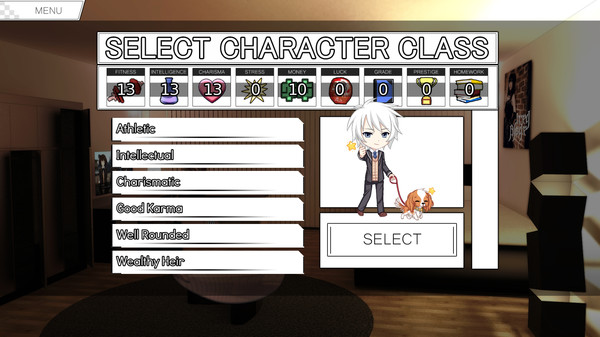 MENU
SELECT CHARACTER CLASS
FITNESS INTELLIGENCE CHARISMA STRESS MONEY LUCK GRADE PRESTIGE HOMEWORK
13 13 13 0 10 0 0 0 0
Athletic
Intellectual
Charismatic
Good Karma
Well Rounded
Wealthy Heir
SELECT